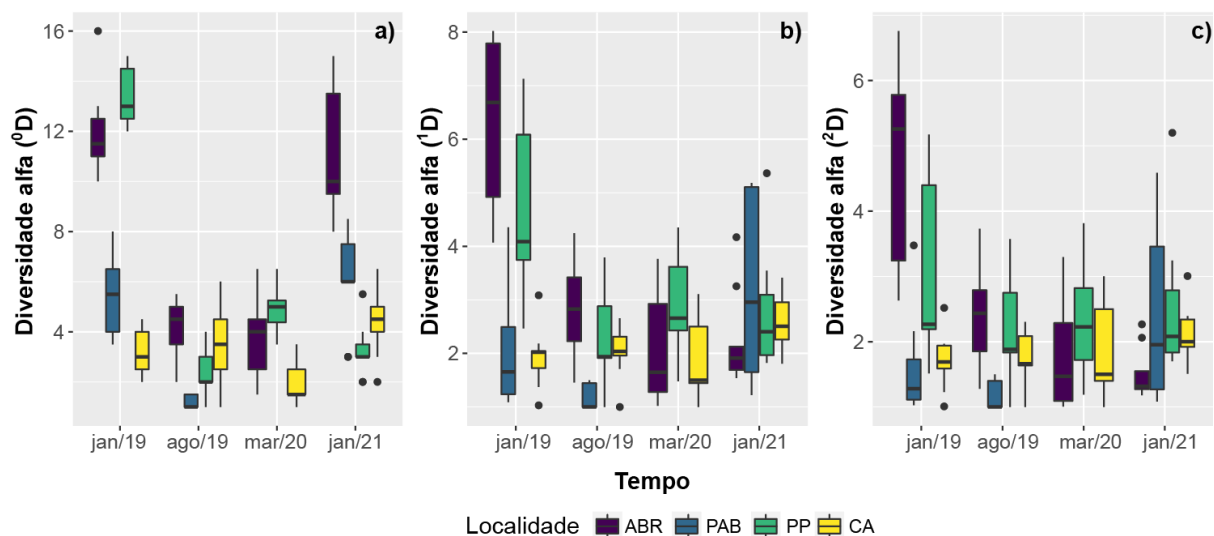 a)
16
12
8
4
Diversidade alfa (⁰D)
jan/19 ago/19 mar/20 jan/21
b)
8
6
4
2
Diversidade alfa (¹D)
jan/19 ago/19 mar/20 jan/21
c)
6
4
2
Diversidade alfa (²D)
jan/19 ago/19 mar/20 jan/21
Tempo
Localidade ABR PAB PP CA